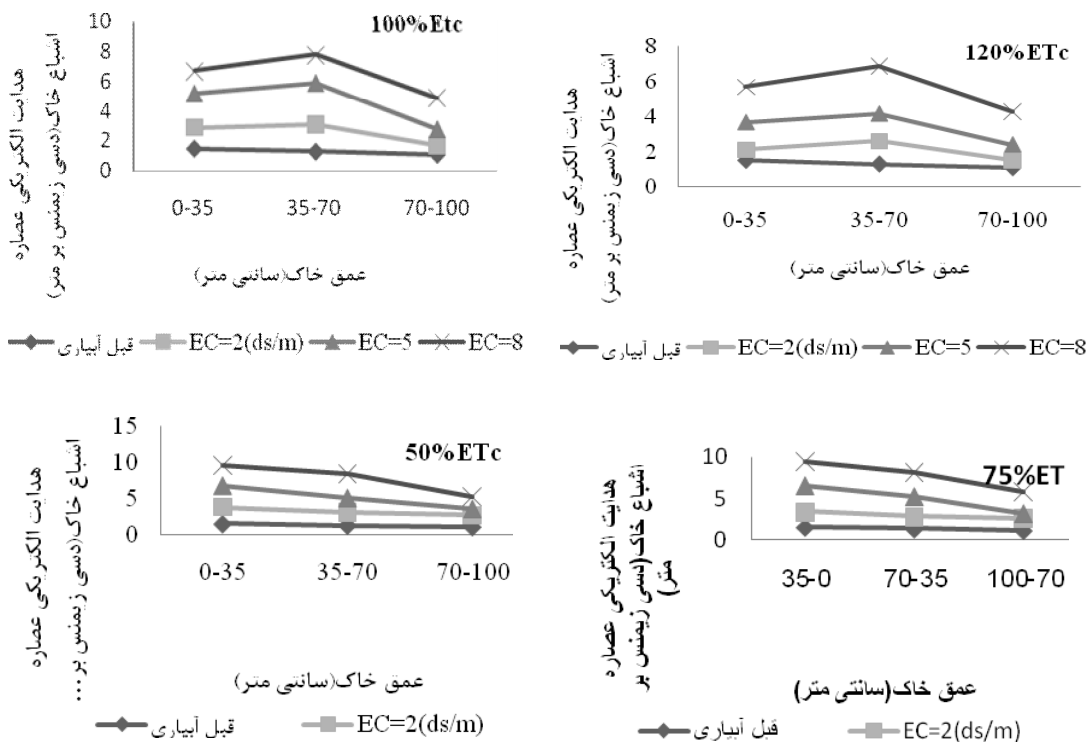 100%Etc
هدایت الکتریکی عصاره
اشباع خاک(دسی زیمنس بر متر)
10
8
6
4
2
0
0-35
35-70
70-100
عمق خاک(سانتی متر)
قبل آبیاری
EC=2(ds/m)
EC=5
EC=8
120%ETc
هدایت الکتریکی عصاره
اشباع خاک(دسی زیمنس بر متر)
8
6
4
2
0
0-35
35-70
70-100
عمق خاک(سانتی متر)
قبل آبیاری
EC=2(ds/m)
EC=5
EC=8
50%ETc
هدایت الکتریکی عصاره
اشباع خاک(دسی زیمنس بر...
15
10
5
0
0-35
35-70
70-100
عمق خاک(سانتی متر)
قبل آبیاری
EC=2(ds/m)
75%ET
هدایت الکتریکی عصاره
اشباع خاک(دسی زیمنس بر
متر)
10
5
0
35-0
70-35
100-70
عمق خاک(سانتی متر)
قبل آبیاری
EC=2(ds/m)